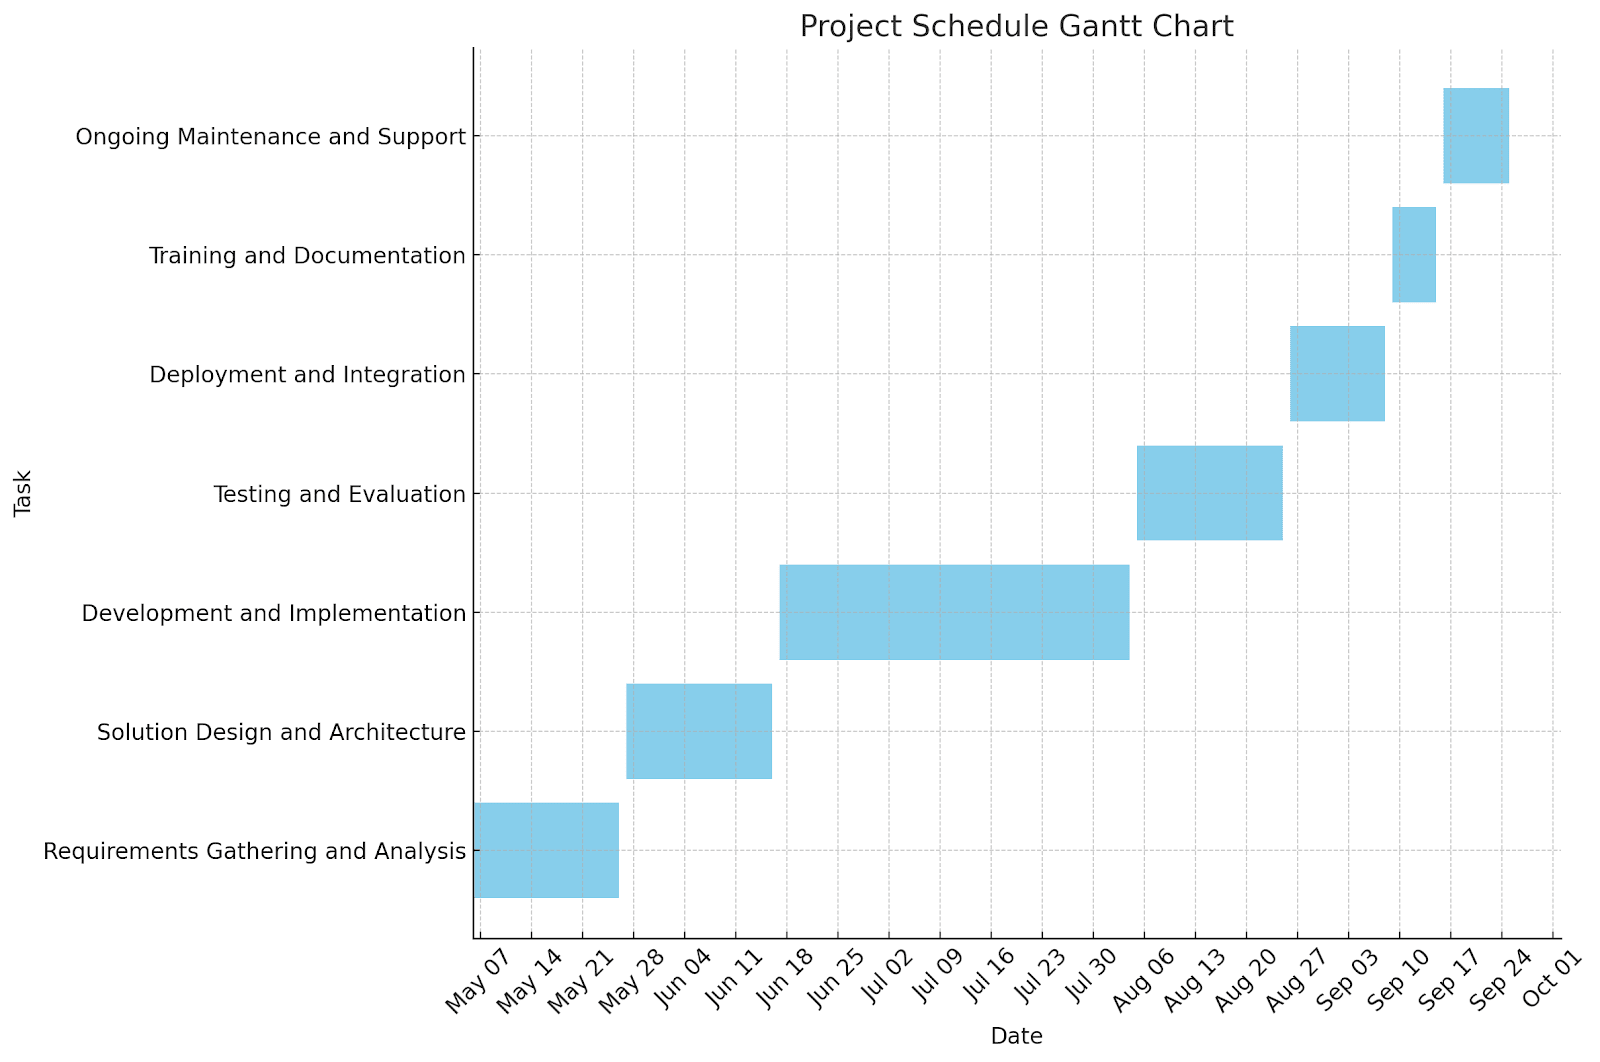 Project Schedule Gantt Chart
Ongoing Maintenance and Support
Training and Documentation
Deployment and Integration
Testing and Evaluation
Development and Implementation
Solution Design and Architecture
Requirements Gathering and Analysis
Task
May 07
May 14
May 21
May 28
Jun 04
Jun 11
Jun 18
Jun 25
Jul 02
Jul 09
Jul 16
Jul 23
Jul 30
Aug 06
Aug 13
Aug 20
Aug 27
Sep 03
Sep 10
Sep 17
Sep 24
Oct 01
Date